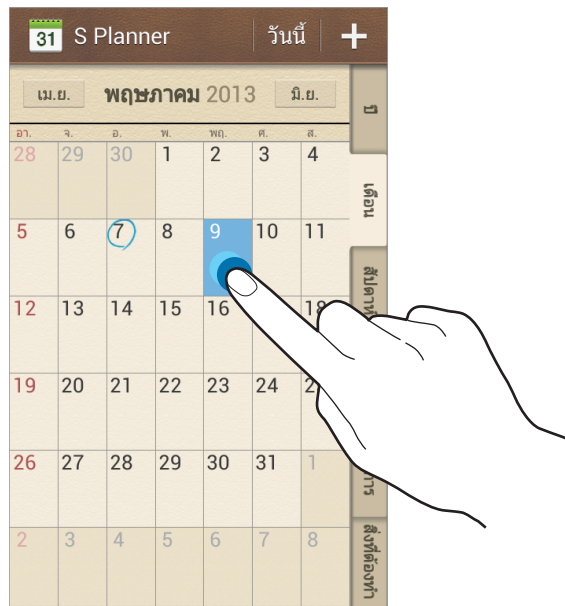 31 S Planner วันนี้ +
เม.ย. พฤษภาคม 2013 มิ.ย.
ปี
อา. จ. อ. พ. พฤ. ศ. ส.
28 29 30 1 2 3 4
เดือน
5 6 7 8 9 10 11
12 13 14 15 16 18
19 20 21 22 23 24
26 27 28 29 30 31 1
2 3 4 5 6 7 8
สิ่งที่ต้องทำ